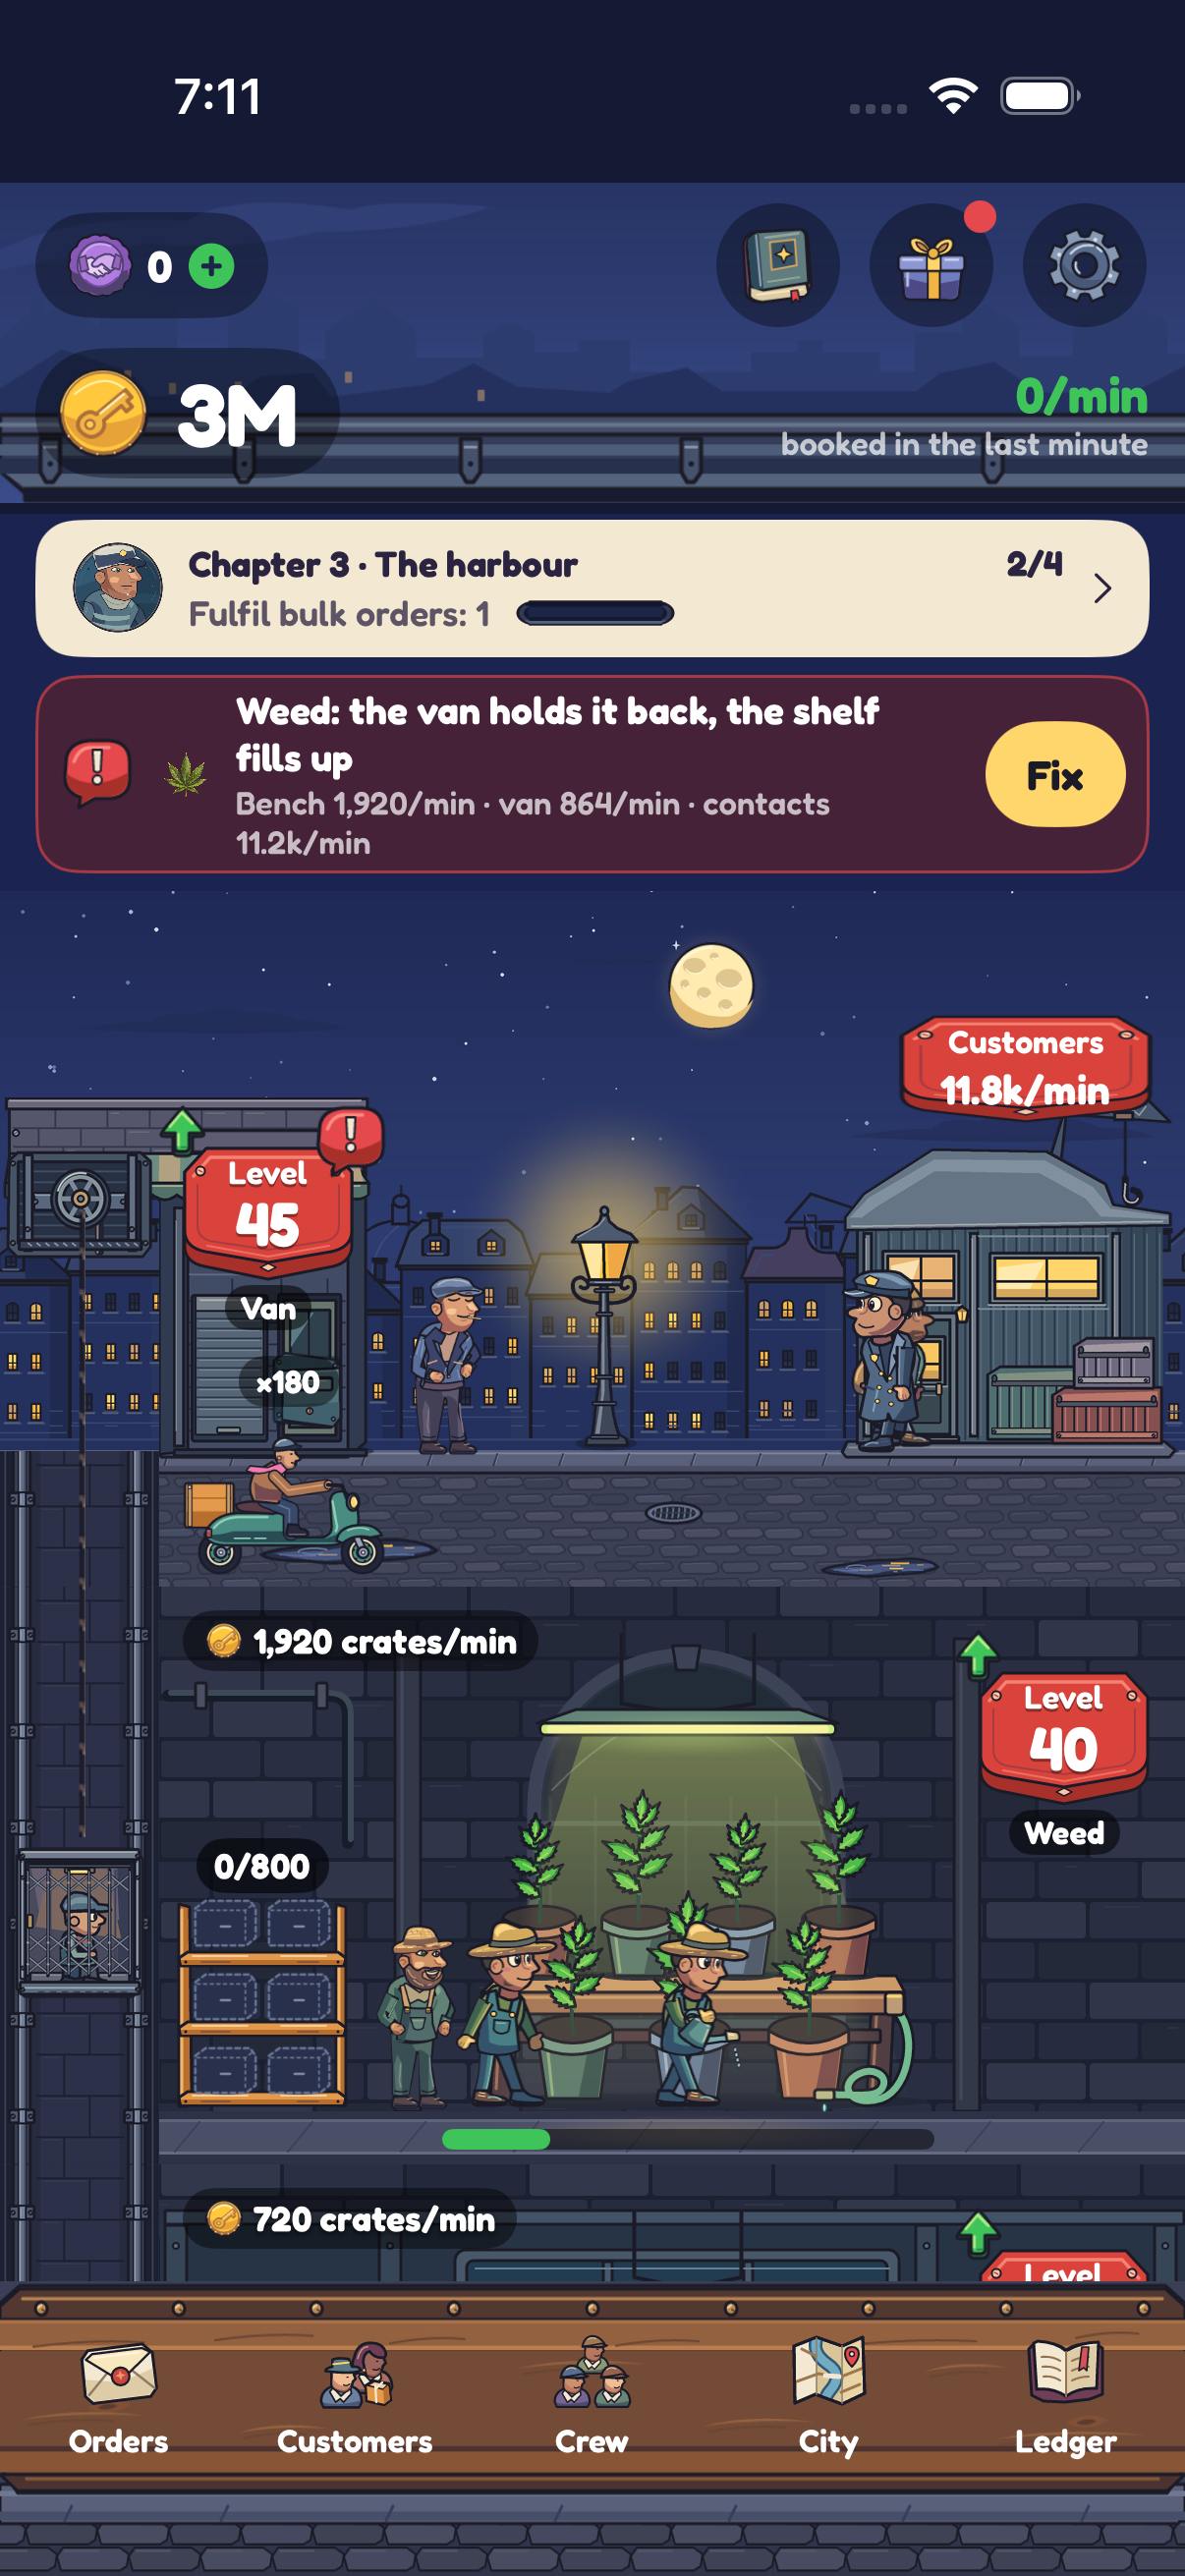 7:11
0
3M
0/min
booked in the last minute
Chapter 3 · The harbour
2/4
Fulfil bulk orders: 1
Weed: the van holds it back, the shelf
fills up
Bench 1,920/min · van 864/min · contacts
11.2k/min
Fix
Customers
11.8k/min
Level
45
Van
×180
1,920 crates/min
Level
40
Weed
0/800
720 crates/min
Level
Orders
Customers
Crew
City
Ledger